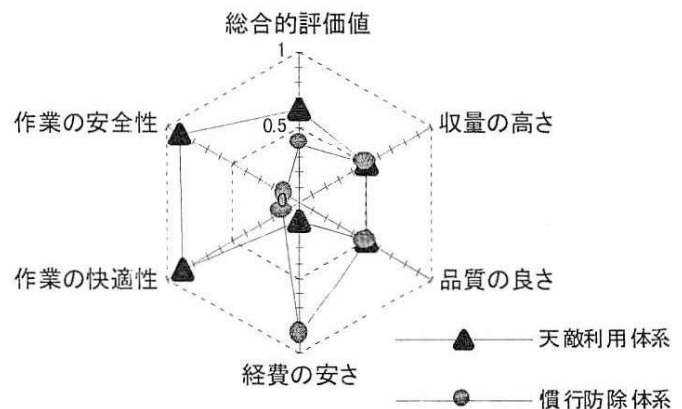 総合的評価値
1
作業の安全性
0.5
収量の高さ
0
作業の快適性
品質の良さ
経費の安さ
天敵利用体系
慣行防除体系